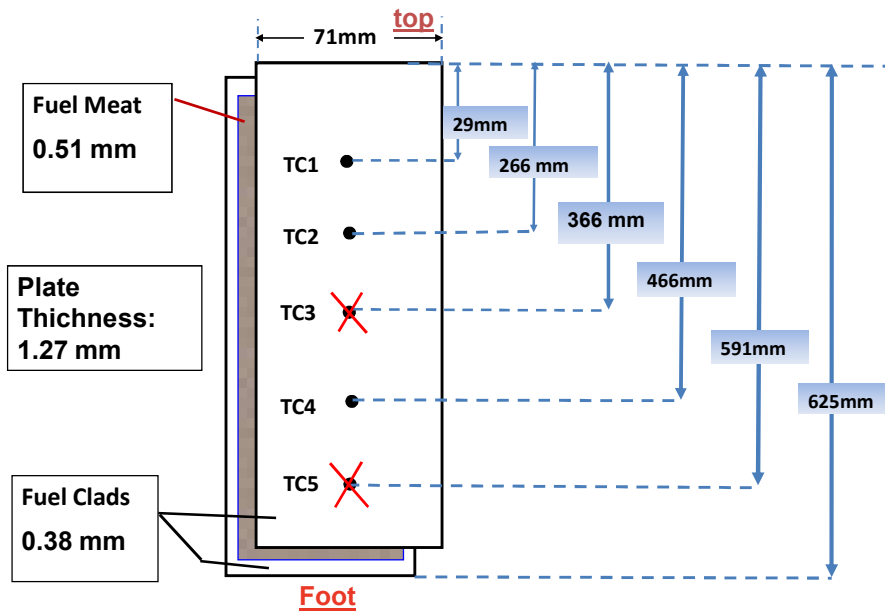 top
71mm
Fuel Meat
0.51 mm
29mm
TC1
266 mm
TC2
366 mm
466mm
Plate
Thichness:
1.27 mm
TC3
591mm
TC4
625mm
TC5
Fuel Clads
0.38 mm
Foot